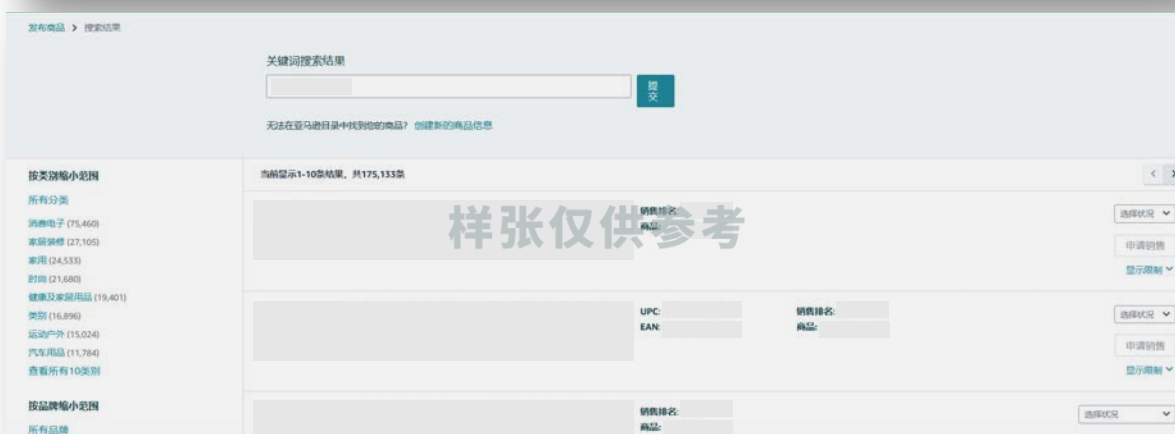 发布商品 > 搜索结果
关键词搜索结果
提交
无法在亚马逊目录中找到您的商品? 创建新的商品信息
按类别缩小范围
当前显示1-10条结果，共175,133条
所有分类
消费电子 (75,460)
家居装修 (27,105)
家用 (24,533)
时尚 (21,680)
健康及家居用品 (19,401)
类别 (16,896)
运动户外 (15,024)
汽车用品 (11,784)
查看所有10类别
按品牌缩小范围
所有品牌
销售排名:
商品:
选择状况
申请销售
显示限制
样张仅供参考
UPC:
EAN:
销售排名:
商品:
选择状况
申请销售
显示限制
销售排名:
商品:
选择状况